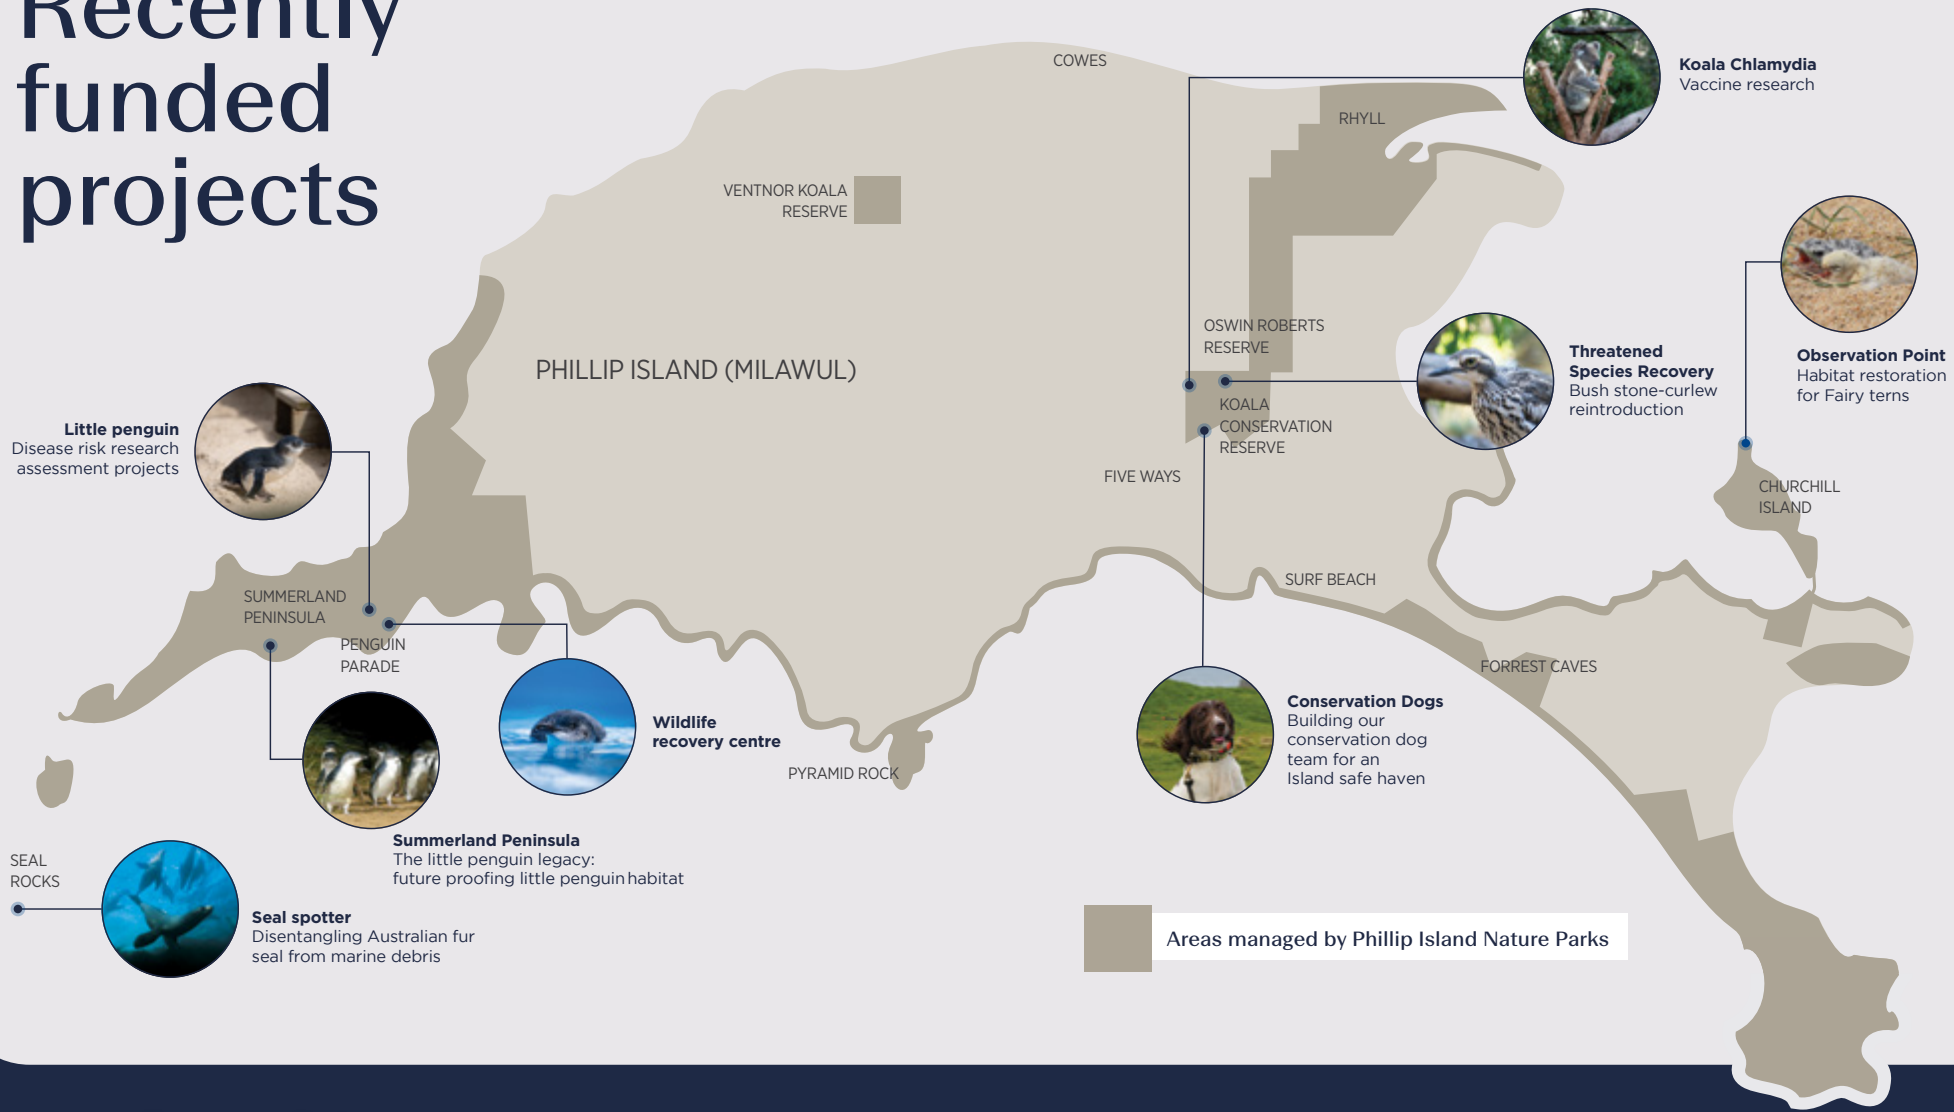 Recently
funded
projects
COWES
Koala Chlamydia
Vaccine research
RHYLL
VENTNOR KOALA
RESERVE
OSWIN ROBERTS
RESERVE
PHILLIP ISLAND (MILAWUL)
Threatened
Species Recovery
Bush stone-curlew
reintroduction
Observation Point
Habitat restoration
for Fairy terns
KOALA
CONSERVATION
RESERVE
Little penguin
Disease risk research
assessment projects
FIVE WAYS
CHURCHILL
ISLAND
SURF BEACH
SUMMERLAND
PENINSULA
PENGUIN
PARADE
FORREST CAVES
Conservation Dogs
Building our
conservation dog
team for an
Island safe haven
Wildlife
recovery centre
PYRAMID ROCK
Summerland Peninsula
The little penguin legacy:
future proofing little penguin habitat
SEAL
ROCKS
Seal spotter
Disentangling Australian fur
seal from marine debris
Areas managed by Phillip Island Nature Parks